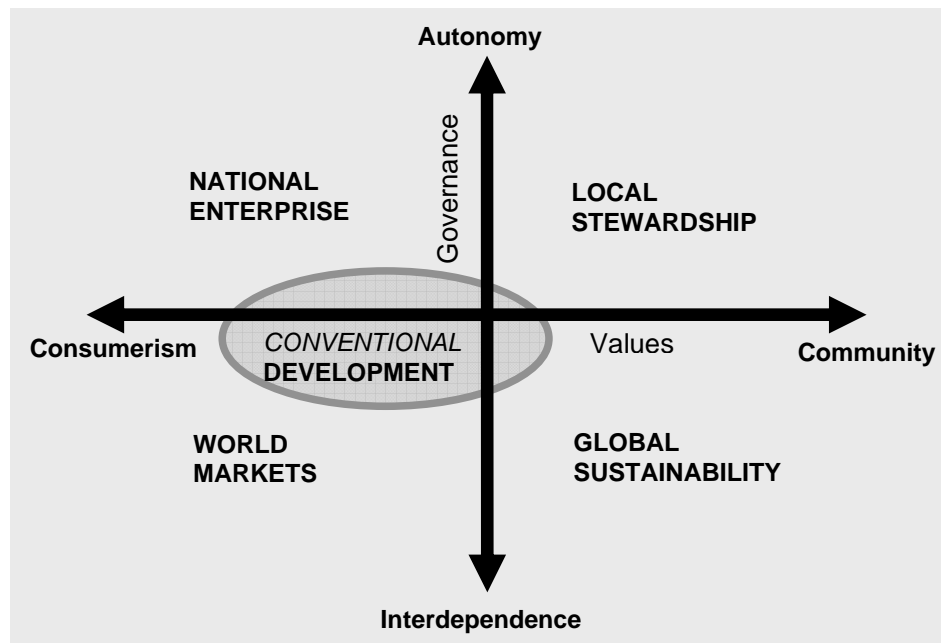 Autonomy
Governance
NATIONAL
ENTERPRISE
LOCAL
STEWARDSHIP
Consumerism
CONVENTIONAL
DEVELOPMENT
Values
Community
WORLD
MARKETS
GLOBAL
SUSTAINABILITY
Interdependence